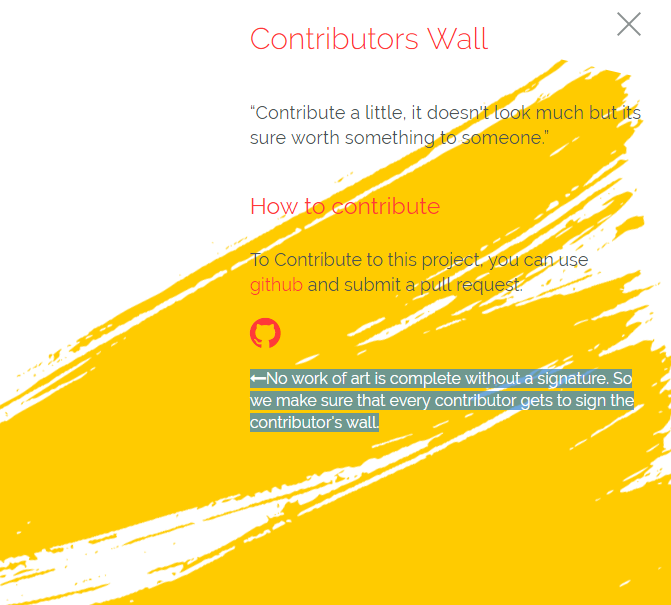 Contributors Wall
“Contribute a little, it doesn't look much but its
sure worth something to someone.”
How to contribute
To Contribute to this project, you can use
github and submit a pull request.
←No work of art is complete without a signature. So
we make sure that every contributor gets to sign the
contributor's wall.